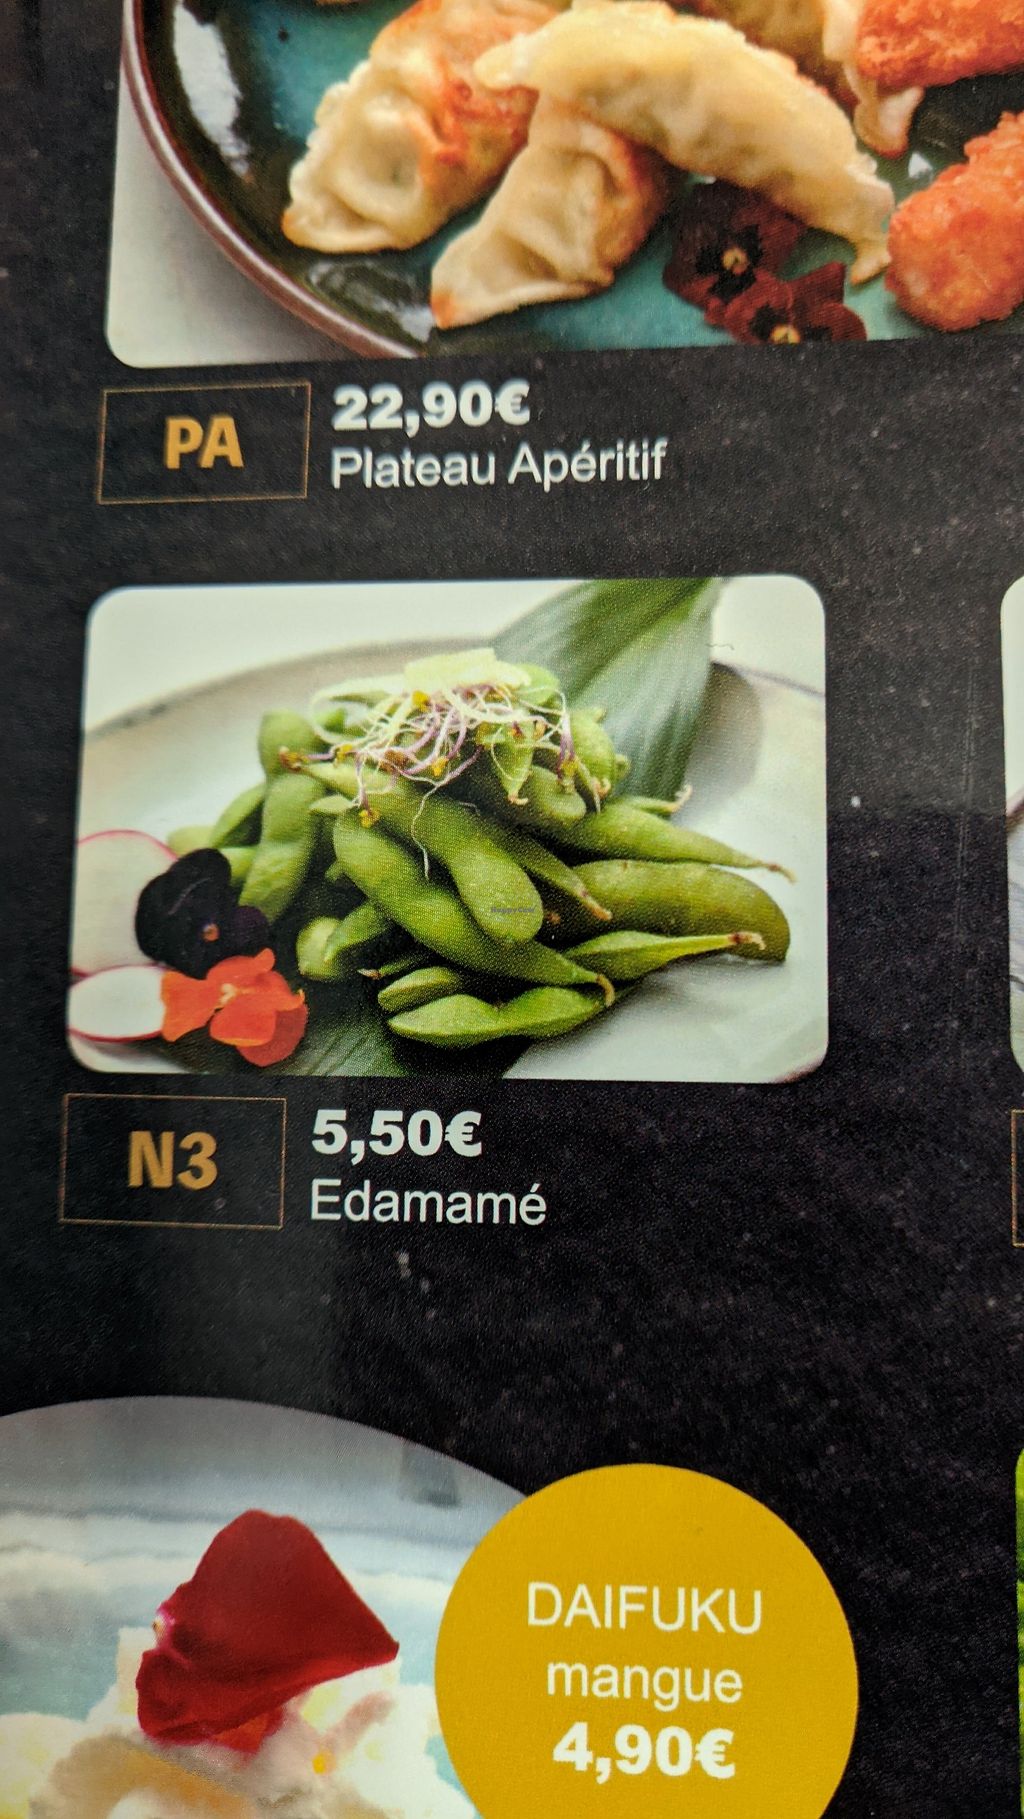 PA
22,90€
Plateau Apéritif
N3
5,50€
Edamamé
DAIFUKU
mangue
4,90€